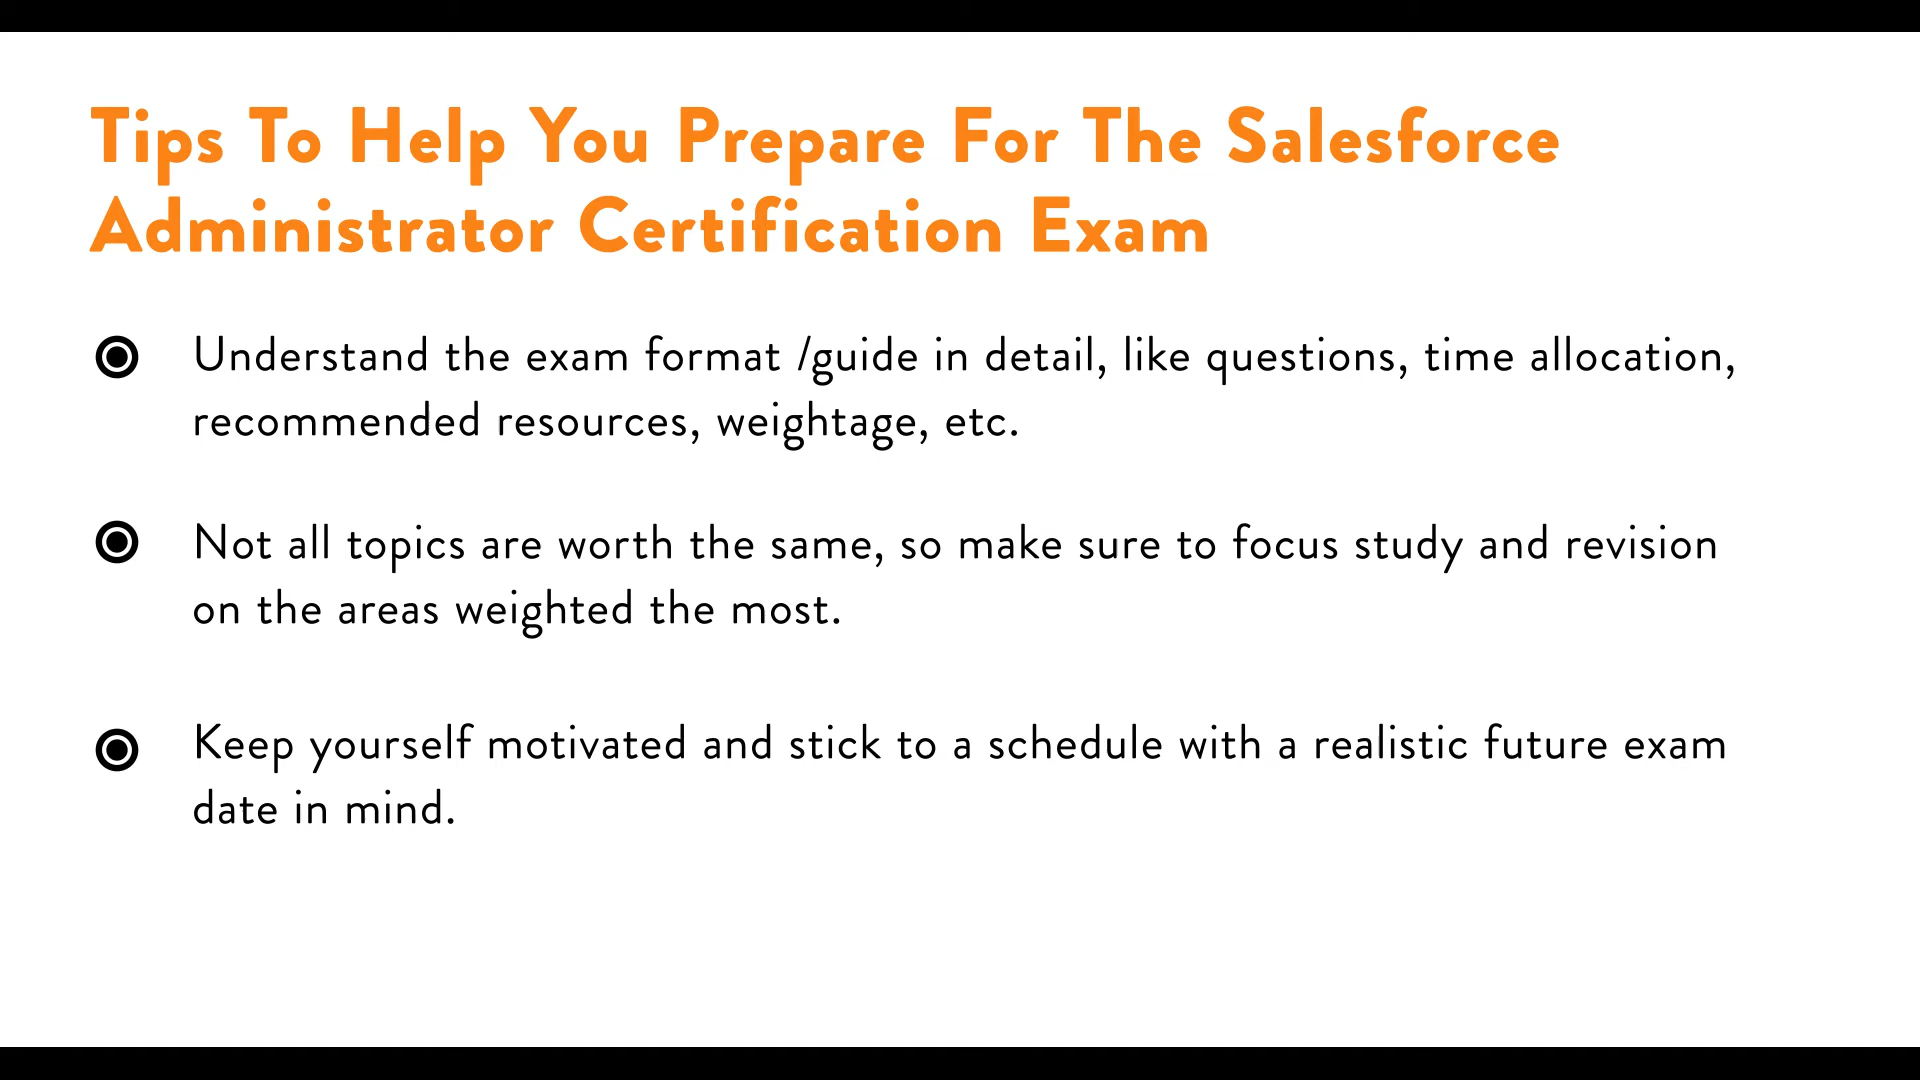 Tips To Help You Prepare For The Salesforce
Administrator Certification Exam
Understand the exam format /guide in detail, like questions, time allocation,
recommended resources, weightage, etc.
Not all topics are worth the same, so make sure to focus study and revision
on the areas weighted the most.
Keep yourself motivated and stick to a schedule with a realistic future exam
date in mind.